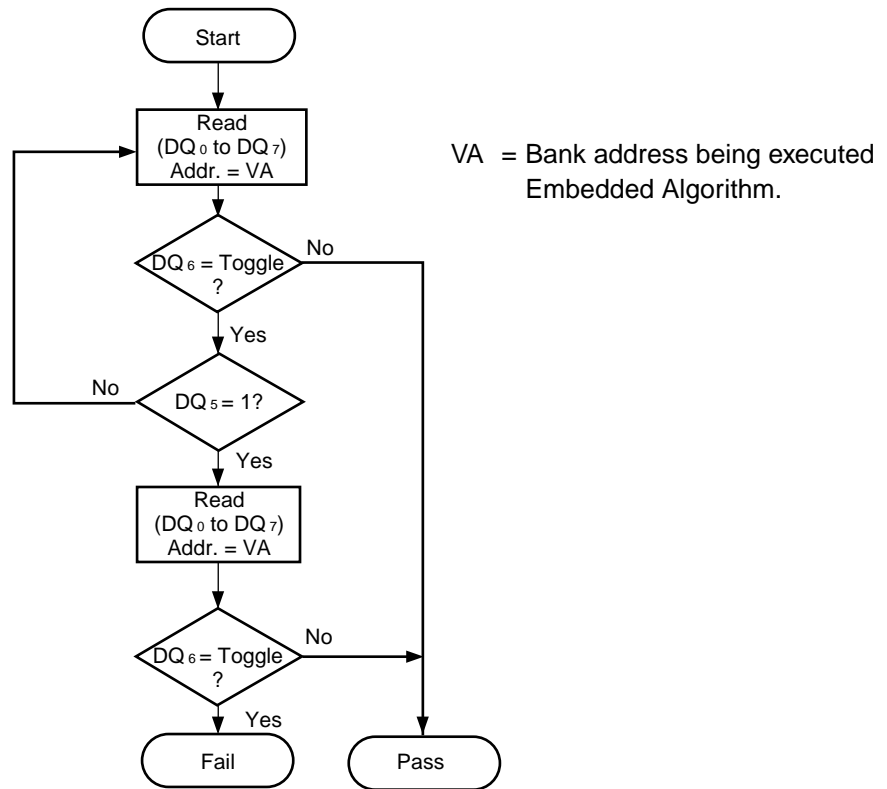 Start
Read
(DQ0 to DQ7)
Addr. = VA
VA = Bank address being executed
Embedded Algorithm.
DQ6 = Toggle
?
No
Yes
No
DQ5 = 1?
Yes
Read
(DQ0 to DQ7)
Addr. = VA
DQ6 = Toggle
?
No
Yes
Fail
Pass